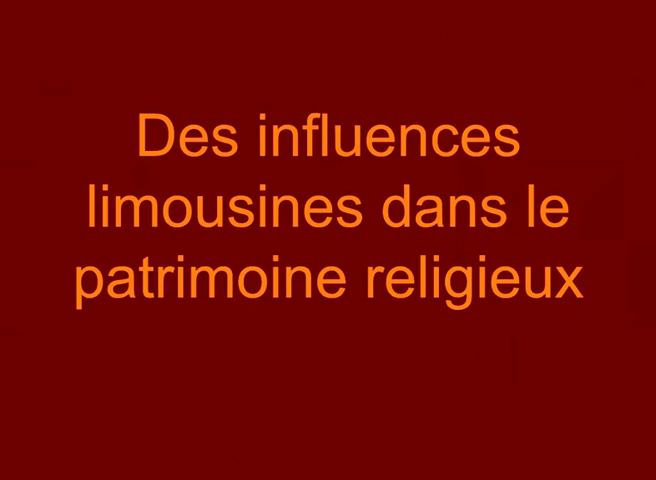 Des influences
limousines dans le
patrimoine religieux